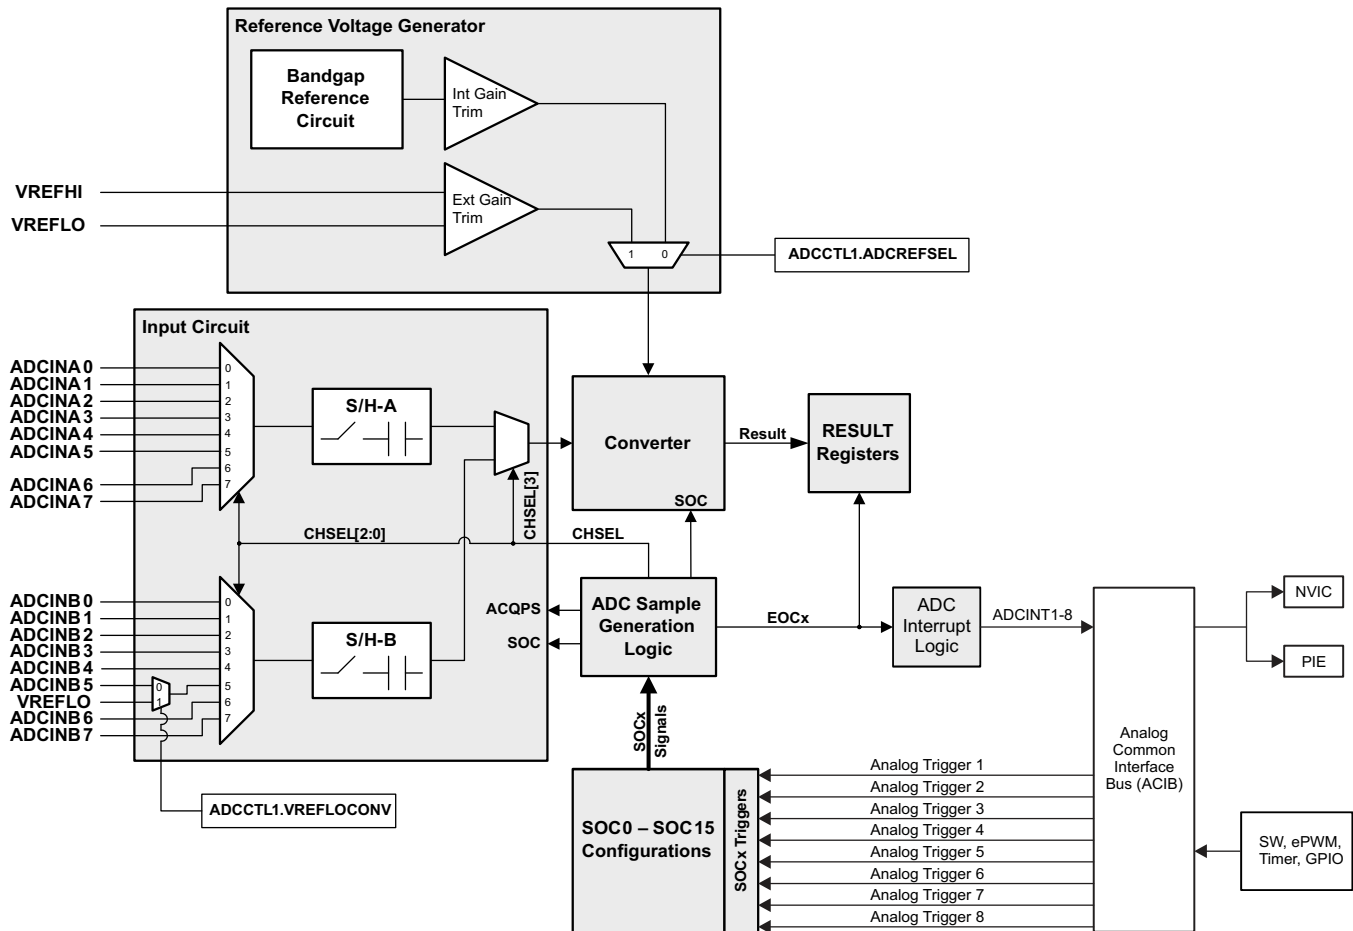 Reference Voltage Generator
Bandgap
Reference
Circuit
Int Gain
Trim
VREFHI
VREFLO
Ext Gain
Trim
1 0
ADCCTL1.ADCREFSEL
Input Circuit
ADCINA 0
ADCINA 1
ADCINA 2
ADCINA 3
ADCINA 4
ADCINA 5
ADCINA 6
ADCINA 7
0
1
2
3
4
5
6
7
S/H-A
CHSEL[3]
Converter
SOC
Result
RESULT
Registers
CHSEL[2:0]
CHSEL
ADCINB 0
ADCINB 1
ADCINB 2
ADCINB 3
ADCINB 4
ADCINB 5
VREFLO
ADCINB 6
ADCINB 7
0
1
0
1
2
3
4
5
6
7
S/H-B
ACQPS
SOC
ADC Sample
Generation
Logic
EOCx
ADC
Interrupt
Logic
ADCINT1-8
NVIC
PIE
ADCCTL1.VREFLOCONV
SOCx
Signals
SOC0 – SOC15
Configurations
SOCx Triggers
Analog Trigger 1
Analog Trigger 2
Analog Trigger 3
Analog Trigger 4
Analog Trigger 5
Analog Trigger 6
Analog Trigger 7
Analog Trigger 8
Analog
Common
Interface
Bus (ACIB)
SW, ePWM,
Timer, GPIO